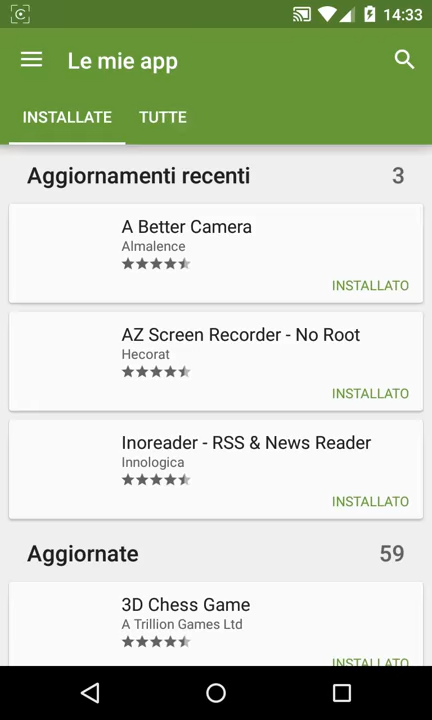 14:33
Le mie app
INSTALLATE TUTTE
Aggiornamenti recenti 3
A Better Camera
Almalence
INSTALLATO
AZ Screen Recorder - No Root
Hecorat
INSTALLATO
Inoreader - RSS & News Reader
Innologica
INSTALLATO
Aggiornate 59
3D Chess Game
A Trillion Games Ltd
INSTALLATO